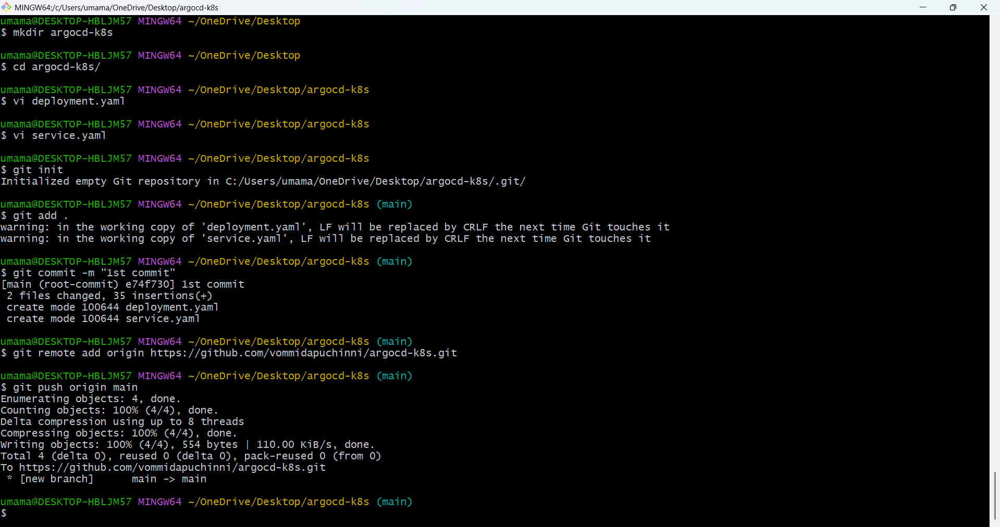 MINGW64:/c/Users/umama/OneDrive/Desktop/argocd-k8s
umama@DESKTOP-HBLJM57 MINGW64 ~/OneDrive/Desktop
$ mkdir argocd-k8s
umama@DESKTOP-HBLJM57 MINGW64 ~/OneDrive/Desktop
$ cd argocd-k8s/
umama@DESKTOP-HBLJM57 MINGW64 ~/OneDrive/Desktop/argocd-k8s
$ vi deployment.yaml
umama@DESKTOP-HBLJM57 MINGW64 ~/OneDrive/Desktop/argocd-k8s
$ vi service.yaml
umama@DESKTOP-HBLJM57 MINGW64 ~/OneDrive/Desktop/argocd-k8s
$ git init
Initialized empty Git repository in C:/Users/umama/OneDrive/Desktop/argocd-k8s/.git/
umama@DESKTOP-HBLJM57 MINGW64 ~/OneDrive/Desktop/argocd-k8s (main)
$ git add .
warning: in the working copy of 'deployment.yaml', LF will be replaced by CRLF the next time Git touches it
warning: in the working copy of 'service.yaml', LF will be replaced by CRLF the next time Git touches it
umama@DESKTOP-HBLJM57 MINGW64 ~/OneDrive/Desktop/argocd-k8s (main)
$ git commit -m "1st commit"
[main (root-commit) e74f730] 1st commit
 2 files changed, 35 insertions(+)
 create mode 100644 deployment.yaml
 create mode 100644 service.yaml
umama@DESKTOP-HBLJM57 MINGW64 ~/OneDrive/Desktop/argocd-k8s (main)
$ git remote add origin https://github.com/vommidapuchinni/argocd-k8s.git
umama@DESKTOP-HBLJM57 MINGW64 ~/OneDrive/Desktop/argocd-k8s (main)
$ git push origin main
Enumerating objects: 4, done.
Counting objects: 100% (4/4), done.
Delta compression using up to 8 threads
Compressing objects: 100% (4/4), done.
Writing objects: 100% (4/4), 554 bytes | 110.00 KiB/s, done.
Total 4 (delta 0), reused 0 (delta 0), pack-reused 0 (from 0)
To https://github.com/vommidapuchinni/argocd-k8s.git
 * [new branch]      main -> main
umama@DESKTOP-HBLJM57 MINGW64 ~/OneDrive/Desktop/argocd-k8s (main)
$